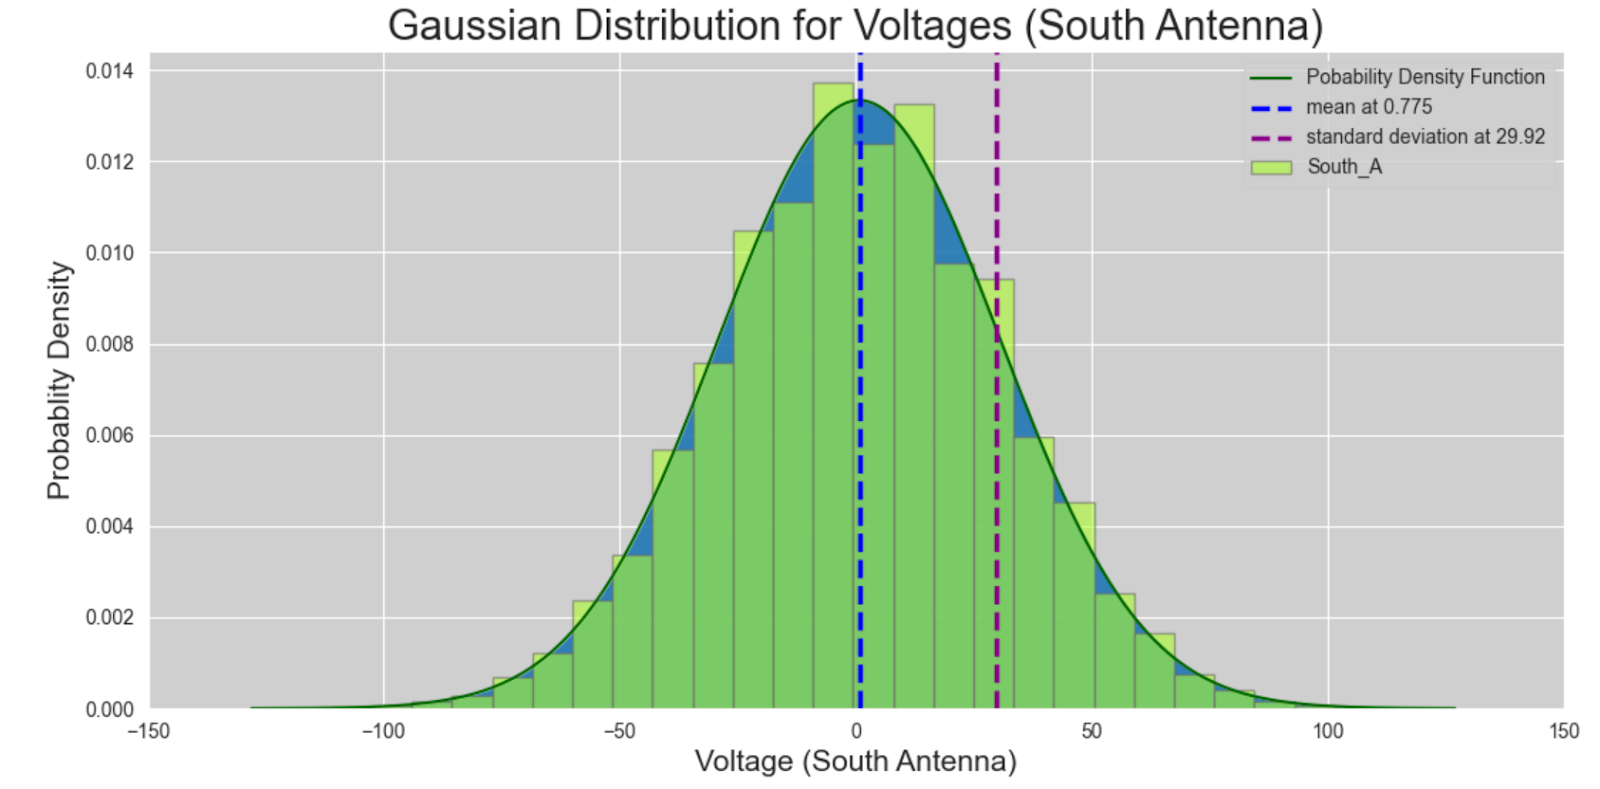 Gaussian Distribution for Voltages (South Antenna)
Pobability Density Function
mean at 0.775
standard deviation at 29.92
South_A
Probablity Density
0.014
0.012
0.010
0.008
0.006
0.004
0.002
0.000
−150 −100 −50 0 50 100 150
Voltage (South Antenna)